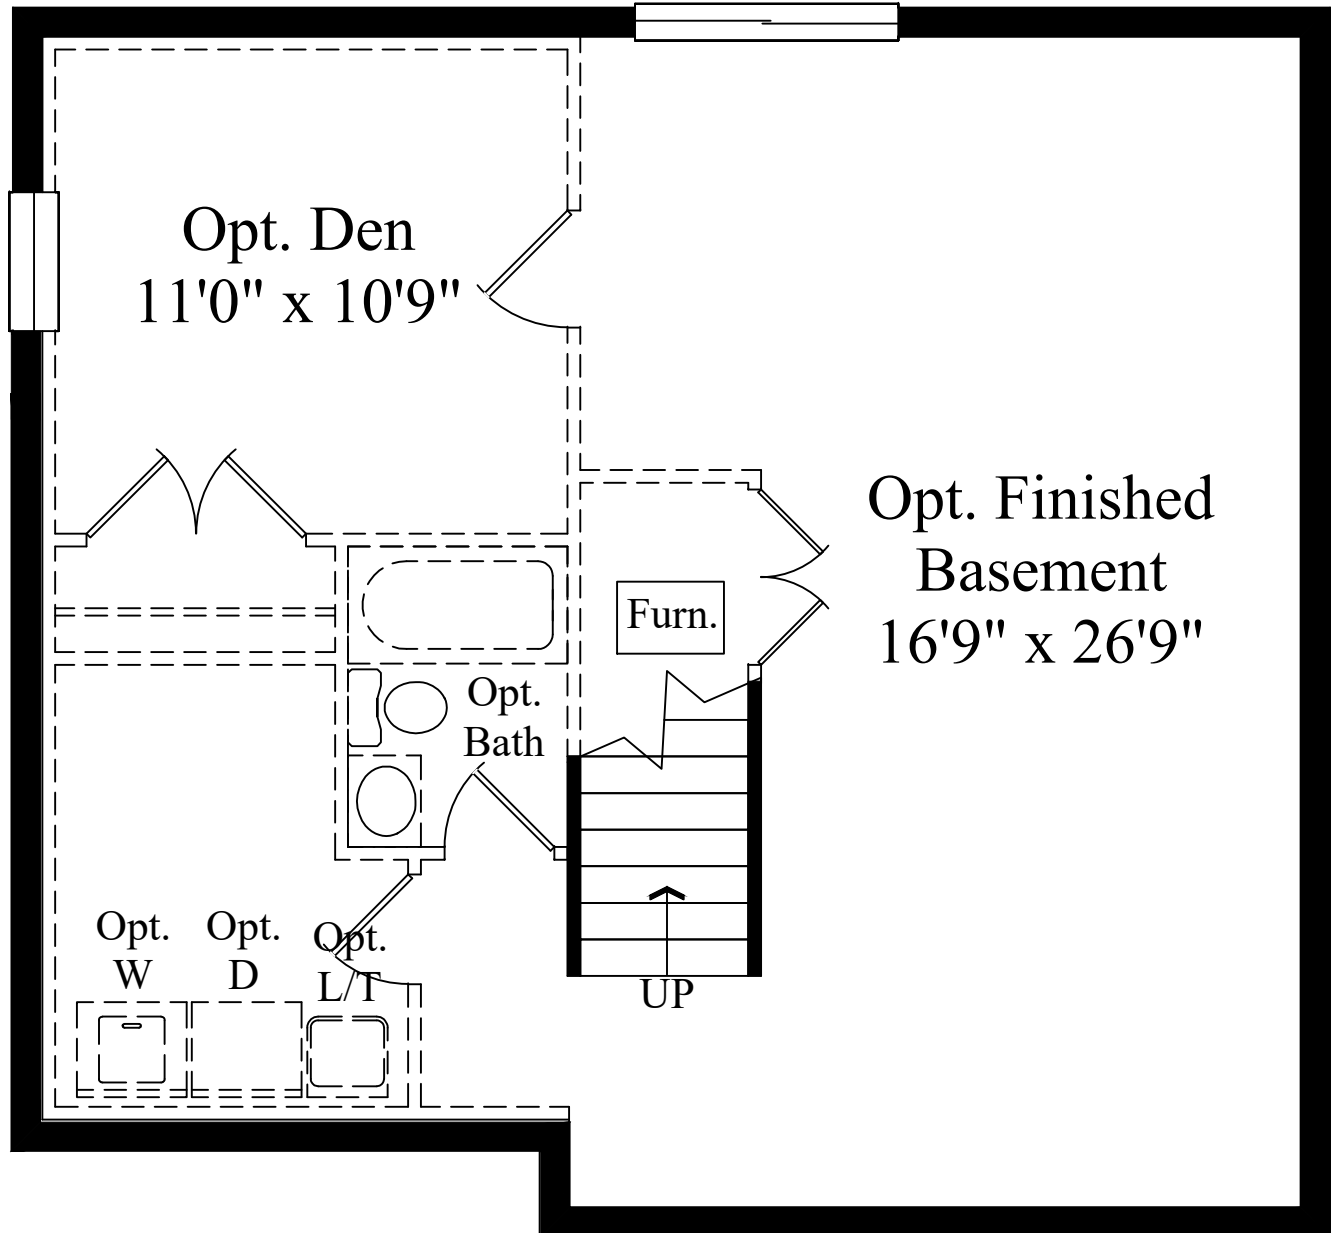 Opt. Den
11'0" x 10'9"
Opt. Finished
Basement
16'9" x 26'9"
Furn.
Opt.
Bath
Opt.
W
Opt.
D
Opt.
L/T
UP